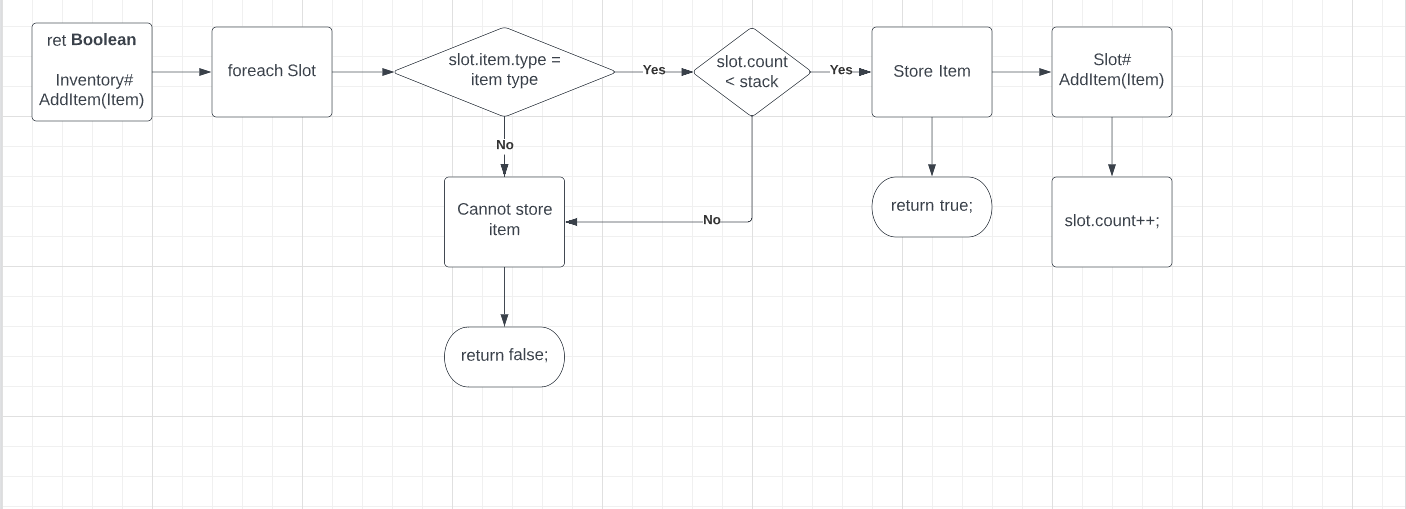 ret Boolean
Inventory#
AddItem(Item)
foreach Slot
slot.item.type =
item type
Yes
slot.count
< stack
Yes
Store Item
Slot#
AddItem(Item)
No
Cannot store
item
No
return true;
slot.count++;
return false;